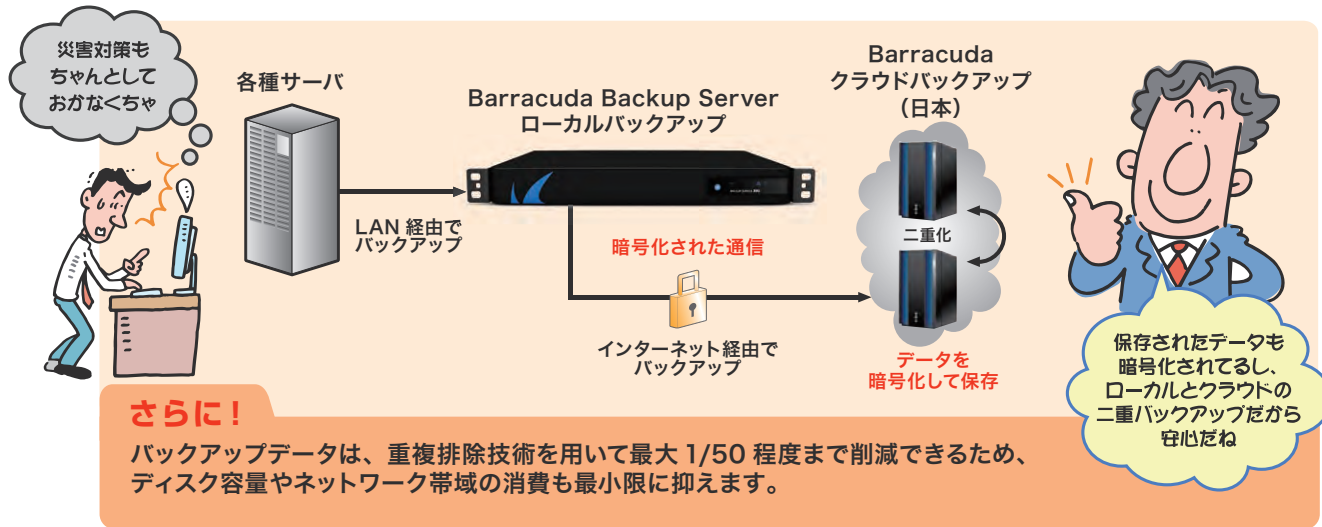 災害対策も
ちゃんとして
おかなくちゃ
各種サーバ
LAN 経由で
バックアップ
Barracuda Backup Server
ローカルバックアップ
暗号化された通信
インターネット経由で
バックアップ
Barracuda
クラウドバックアップ
（日本）
二重化
データを
暗号化して保存
保存されたデータも
暗号化されてるし、
ローカルとクラウドの
二重バックアップだから
安心だね
さらに！
バックアップデータは、重複排除技術を用いて最大 1/50 程度まで削減できるため、
ディスク容量やネットワーク帯域の消費も最小限に抑えます。